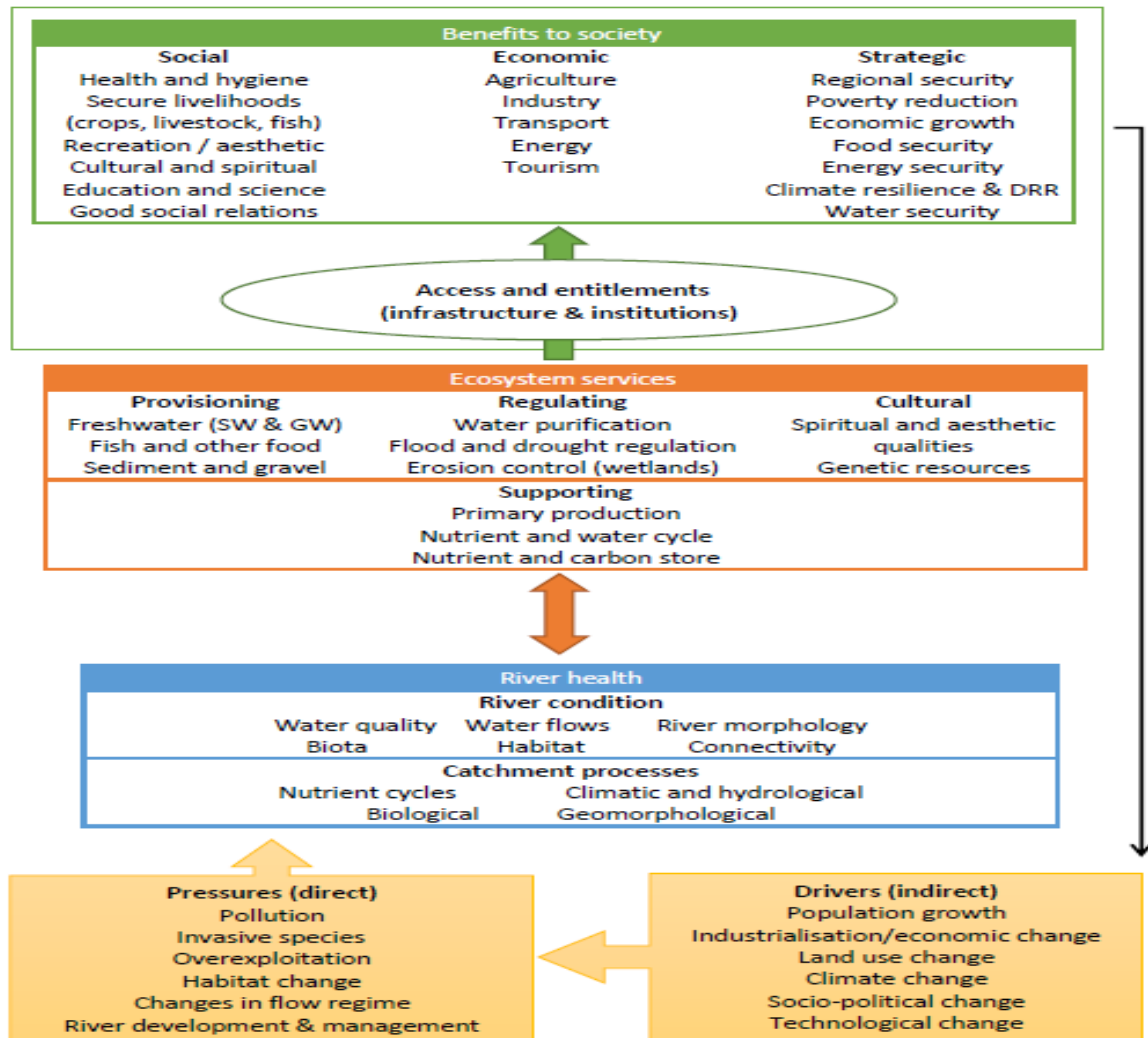 Benefits to society
Social
Health and hygiene
Secure livelihoods
(crops, livestock, fish)
Recreation / aesthetic
Cultural and spiritual
Education and science
Good social relations
Economic
Agriculture
Industry
Transport
Energy
Tourism
Strategic
Regional security
Poverty reduction
Economic growth
Food security
Energy security
Climate resilience & DRR
Water security
Access and entitlements
(infrastructure & institutions)
Ecosystem services
Provisioning
Freshwater (SW & GW)
Fish and other food
Sediment and gravel
Regulating
Water purification
Flood and drought regulation
Erosion control (wetlands)
Cultural
Spiritual and aesthetic
qualities
Genetic resources
Supporting
Primary production
Nutrient and water cycle
Nutrient and carbon store
River health
River condition
Water quality Water flows River morphology
Biota Habitat Connectivity
Catchment processes
Nutrient cycles Climatic and hydrological
Biological Geomorphological
Pressures (direct)
Pollution
Invasive species
Overexploitation
Habitat change
Changes in flow regime
River development & management
Drivers (indirect)
Population growth
Industrialisation/economic change
Land use change
Climate change
Socio-political change
Technological change